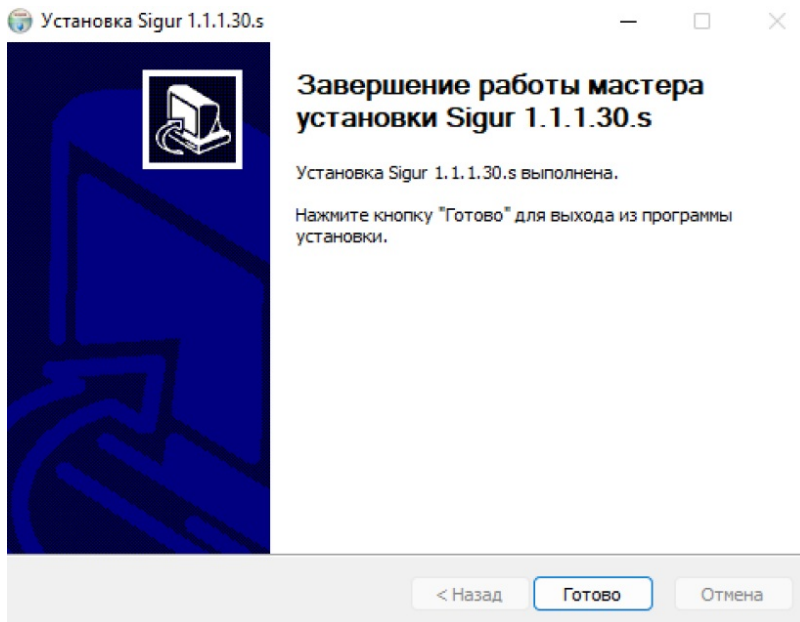 Установка Sigur 1.1.1.30.s
Завершение работы мастера
установки Sigur 1.1.1.30.s
Установка Sigur 1.1.1.30.s выполнена.
Нажмите кнопку "Готово" для выхода из программы
установки.
< Назад
Готово
Отмена